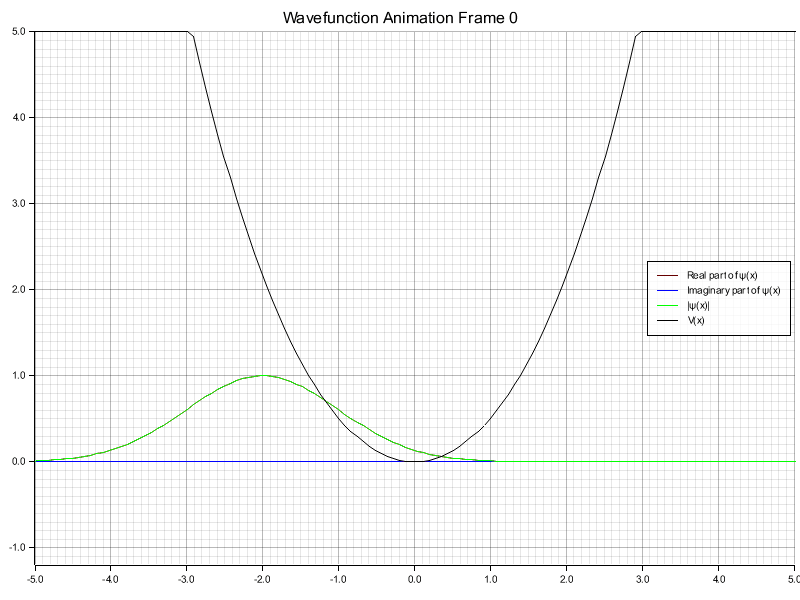 Wavefunction Animation Frame 0
5.0
4.0
3.0
2.0
1.0
0.0
-1.0
Real part of ψ(x)
Imaginary part of ψ(x)
|ψ(x)|
V(x)
-5.0 -4.0 -3.0 -2.0 -1.0 0.0 1.0 2.0 3.0 4.0 5.0